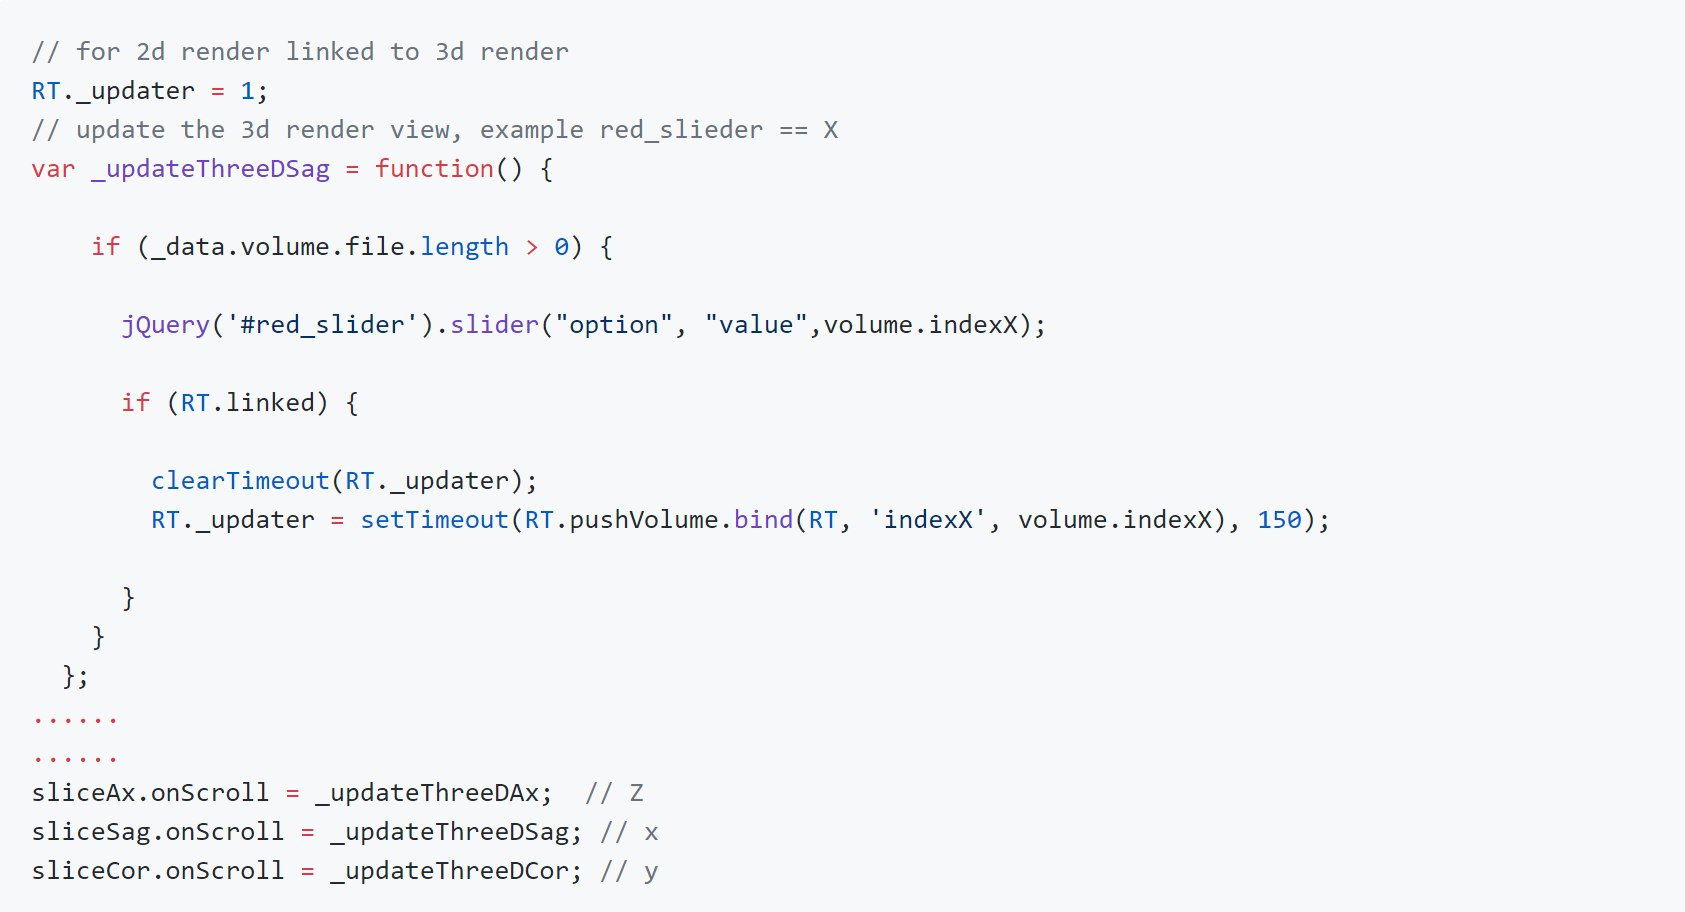 // for 2d render linked to 3d render
RT._updater = 1;
// update the 3d render view, example red_slieder == X
var _updateThreeDSag = function() {
if (_data.volume.file.length > 0) {
jQuery('#red_slider').slider("option", "value",volume.indexX);
if (RT.linked) {
clearTimeout(RT._updater);
RT._updater = setTimeout(RT.pushVolume.bind(RT, 'indexX', volume.indexX), 150);
}
}
};
......
......
sliceAx.onScroll = _updateThreeDAx;  // Z
sliceSag.onScroll = _updateThreeDSag; // x
sliceCor.onScroll = _updateThreeDCor; // y